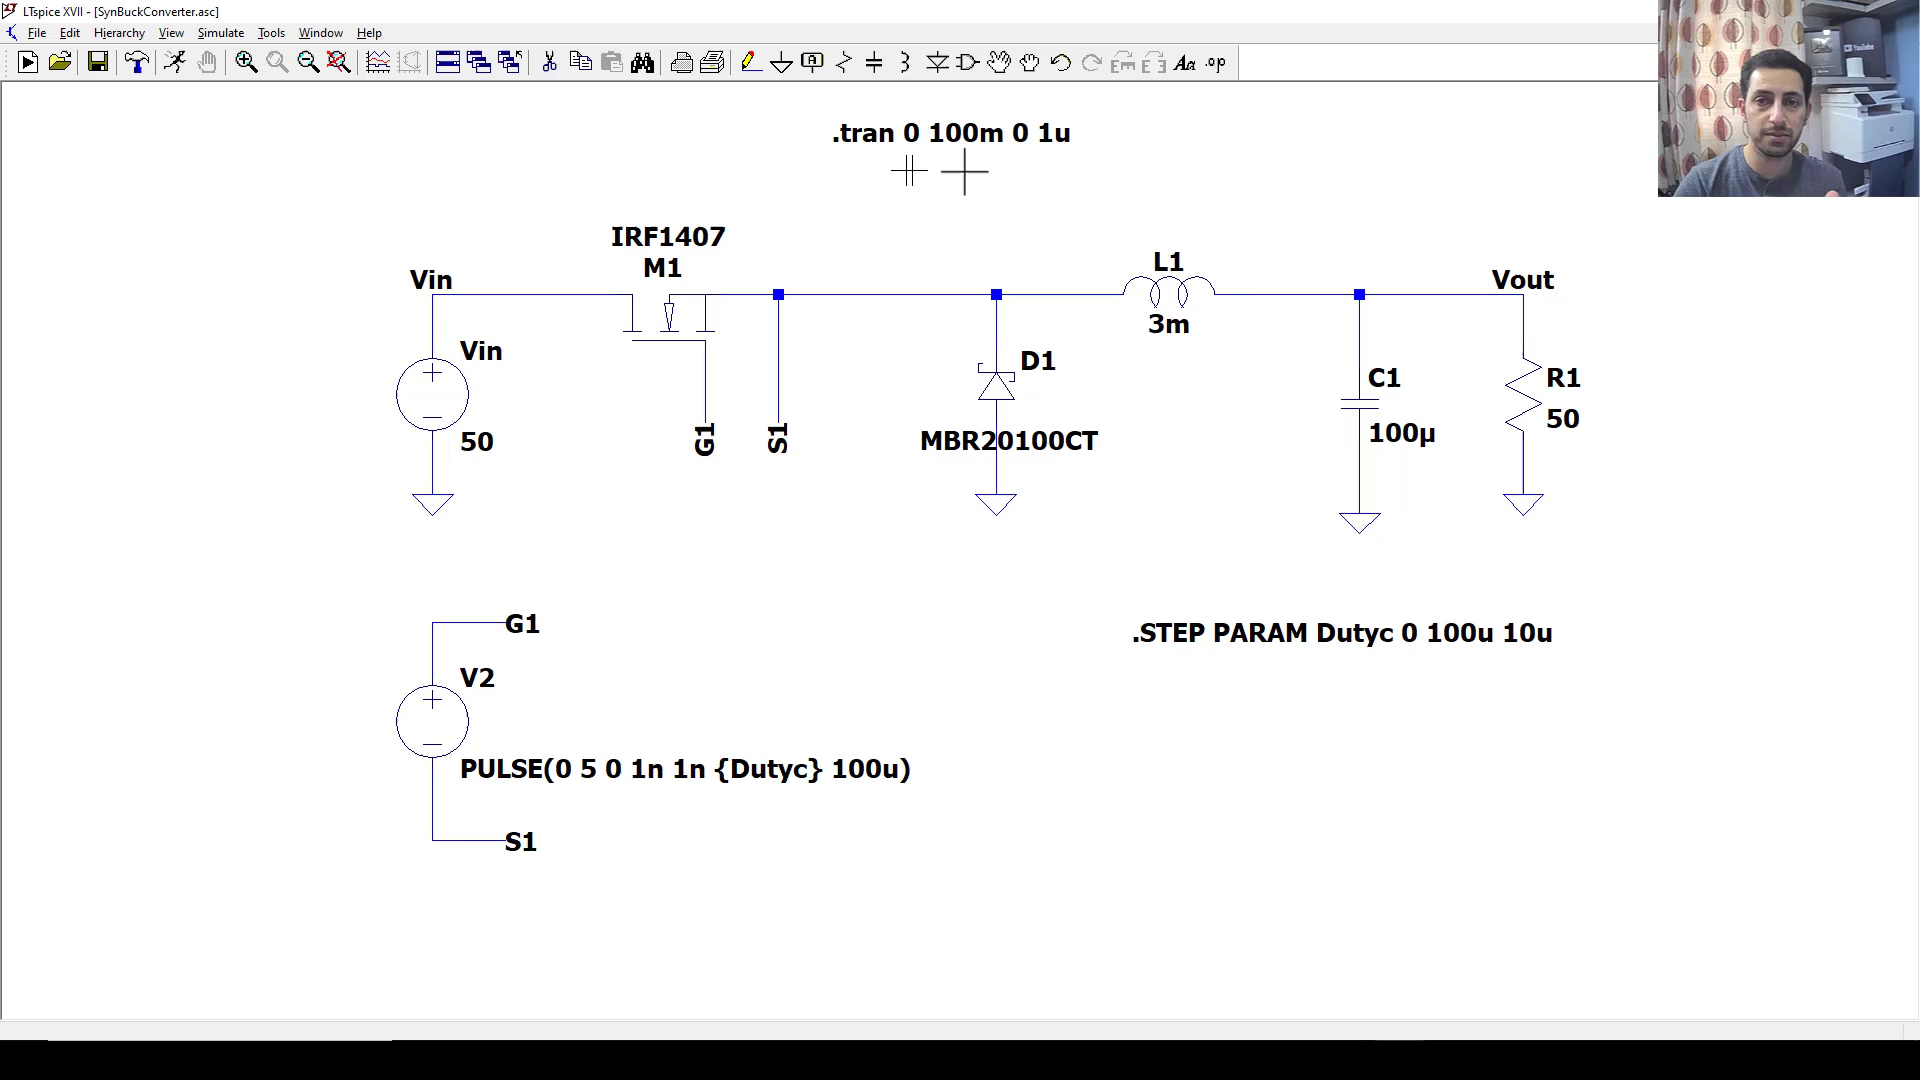 LTspice XVII - [SynBuckConverter.asc]
File Edit Hierarchy View Simulate Tools Window Help
.tran 0 100m 0 1u
IRF1407
M1
L1
Vin
Vout
3m
Vin
D1
C1
R1
50
50
G1
S1
MBR20100CT
100µ
G1
.STEP PARAM Dutyc 0 100u 10u
V2
PULSE(0 5 0 1n 1n {Dutyc} 100u)
S1